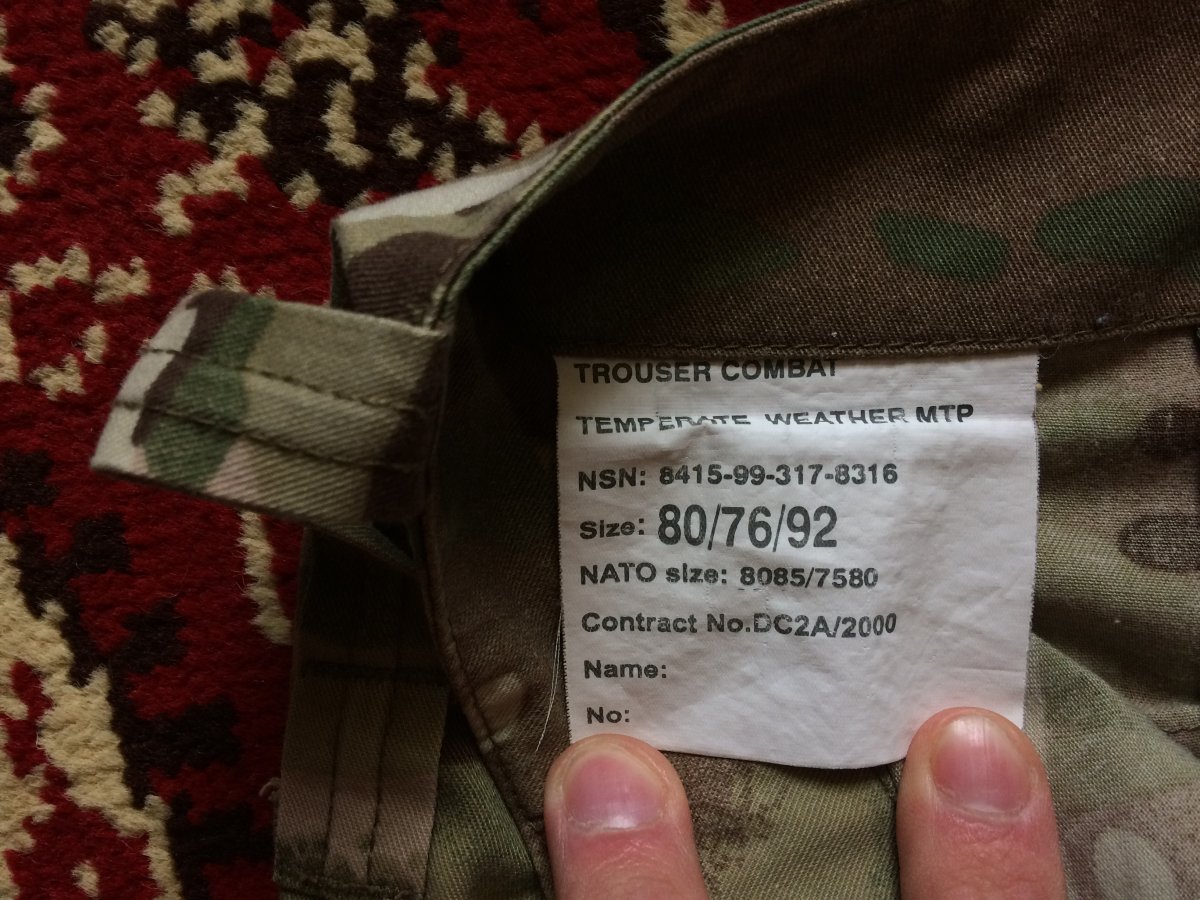 TROUSER COMBAT
TEMPERATE WEATHER MTP
NSN: 8415-99-317-8316
Size: 80/76/92
NATO size: 8085/7580
Contract No.DC2A/2000
Name:
No: